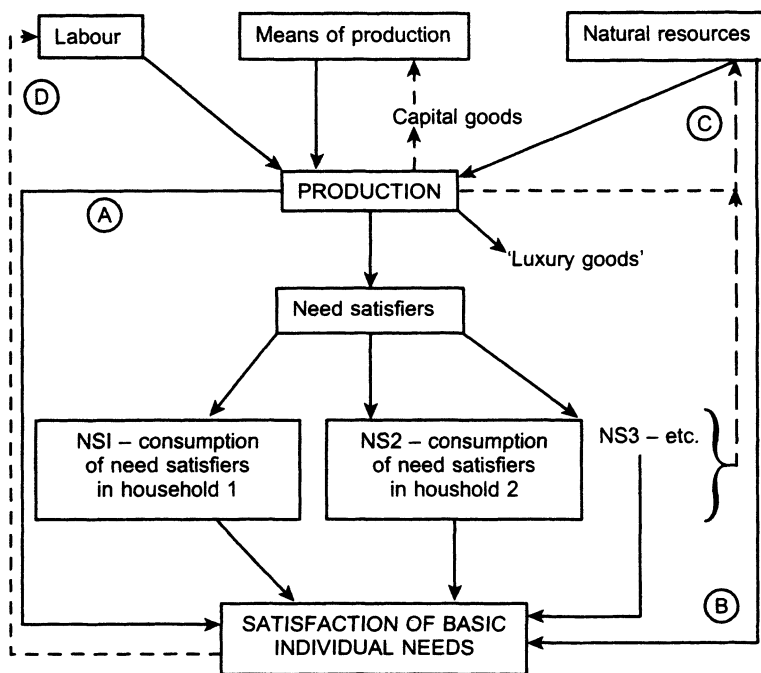 Labour
Means of production
Natural resources
D
Capital goods
C
PRODUCTION
A
'Luxury goods'
Need satisfiers
NSI – consumption
of need satisfiers
in household 1
NS2 – consumption
of need satisfiers
in houshold 2
NS3 – etc.
B
SATISFACTION OF BASIC
INDIVIDUAL NEEDS